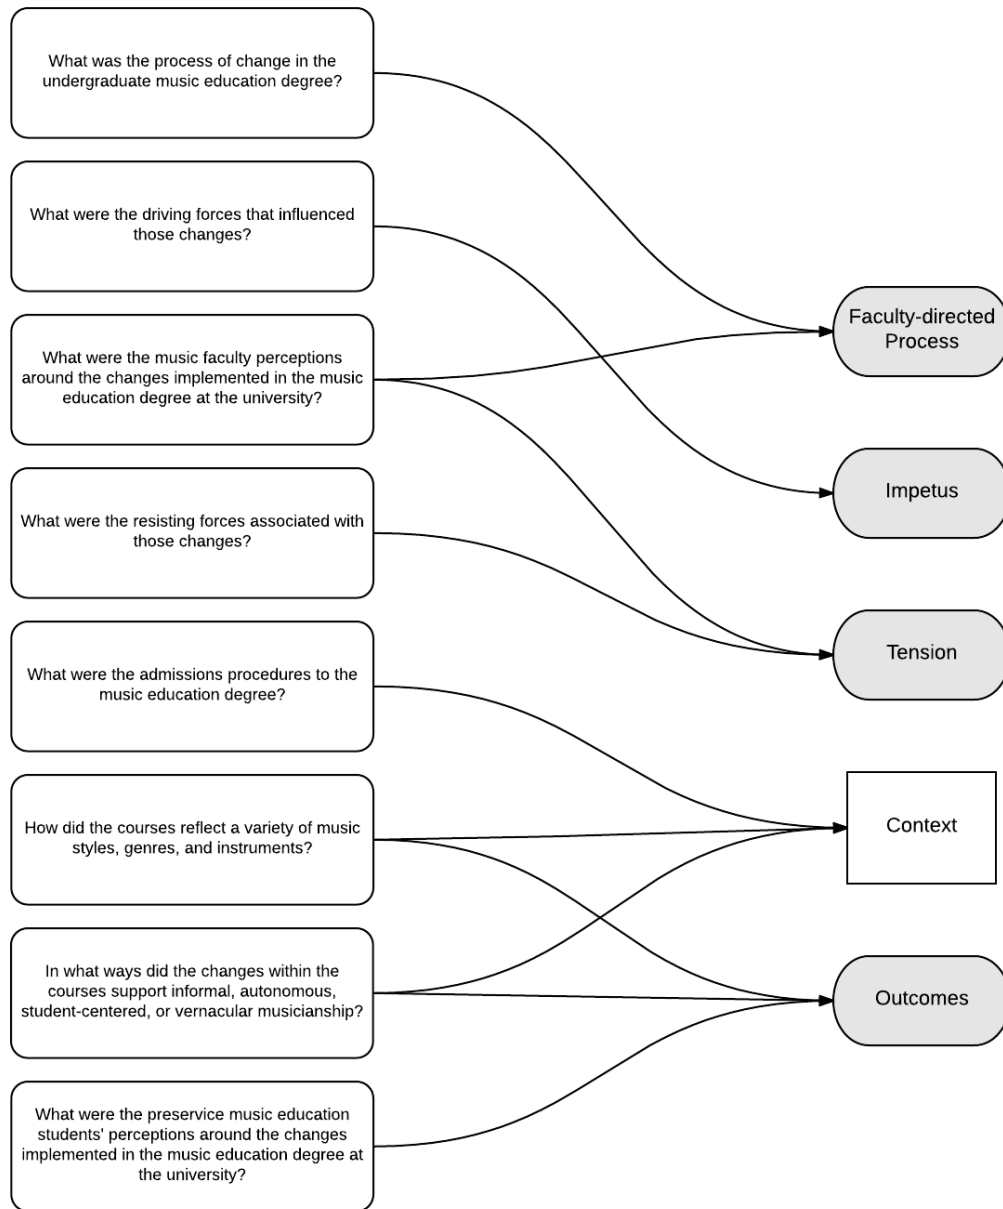 What was the process of change in the
undergraduate music education degree?
What were the driving forces that influenced
those changes?
What were the music faculty perceptions
around the changes implemented in the music
education degree at the university?
What were the resisting forces associated with
those changes?
What were the admissions procedures to the
music education degree?
How did the courses reflect a variety of music
styles, genres, and instruments?
In what ways did the changes within the
courses support informal, autonomous,
student-centered, or vernacular musicianship?
What were the preservice music education
students' perceptions around the changes
implemented in the music education degree at
the university?
Faculty-directed
Process
Impetus
Tension
Context
Outcomes